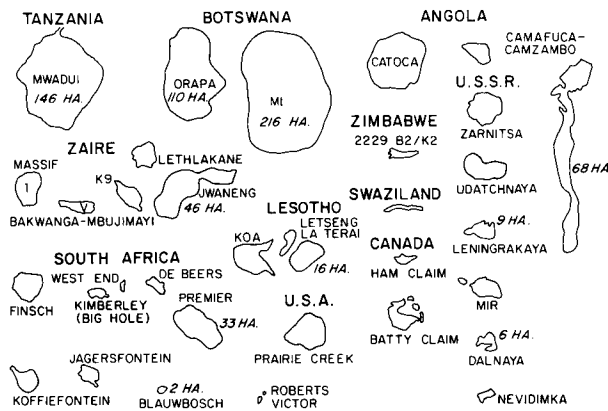 TANZANIA
MWADUI
146 HA.
BOTSWANA
ORAPA
110 HA.
M1
216 HA.
LETHLAKANE
JWANENG
46 HA.
ANGOLA
CATOCA
CAMAFUCA-
CAMZAMBO
68 HA.
ZIMBABWE
2229 B2/K2
U.S.S.R.
ZARNITSA
UDATCHNAYA
9 HA.
LENINGRAKAYA
MIR
6 HA.
DALNAYA
NEVIDIMKA
ZAIRE
MASSIF
1
K9
V
BAKWANGA-MBUJIMAYI
SWAZILAND
LESOTHO
KOA
LETSENG
LA TERAI
16 HA.
CANADA
HAM CLAIM
BATTY CLAIM
SOUTH AFRICA
WEST END
DE BEERS
FINSCH
KIMBERLEY
(BIG HOLE)
PREMIER
33 HA.
JAGERSFONTEIN
KOFFIEFONTEIN
2 HA.
BLAUWBOSCH
ROBERTS
VICTOR
U.S.A.
PRAIRIE CREEK